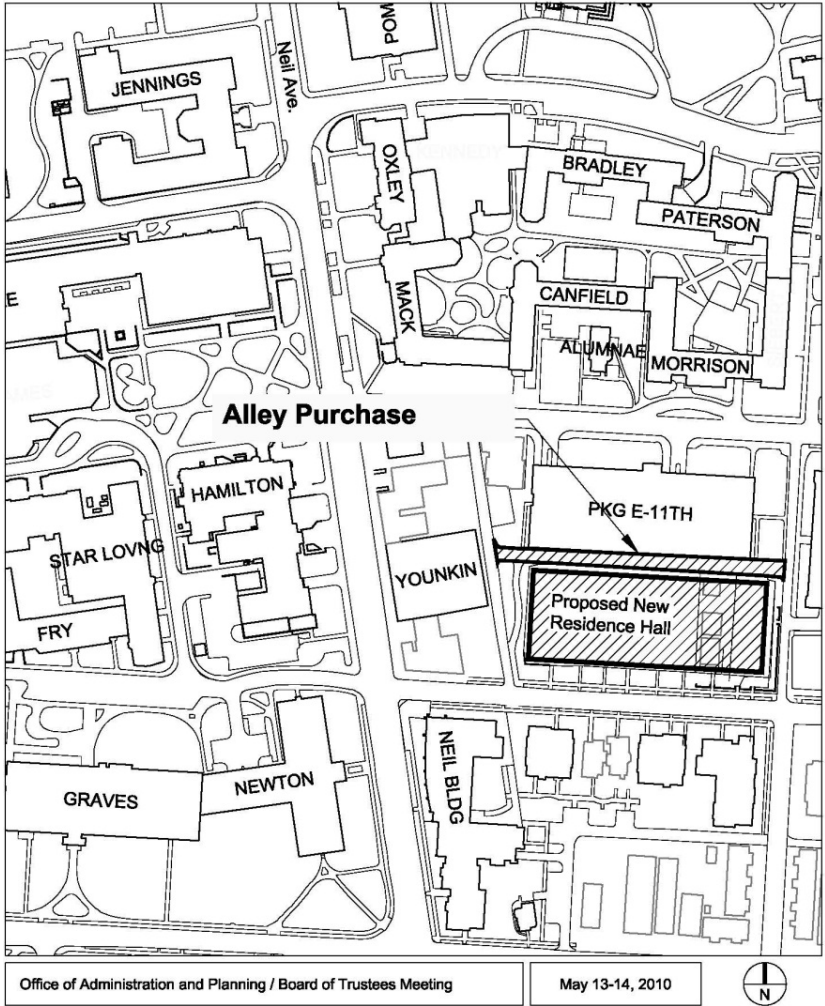 POM
JENNINGS
Neil Ave.
OXLEY
KENNEDY
BRADLEY
PATERSON
MACK
CANFIELD
ALUMNAE
MORRISON
Alley Purchase
HAMILTON
PKG E-11TH
STAR LOVNG
YOUNKIN
Proposed New
Residence Hall
FRY
NEIL BLDG
GRAVES
NEWTON
Office of Administration and Planning / Board of Trustees Meeting
May 13-14, 2010
N